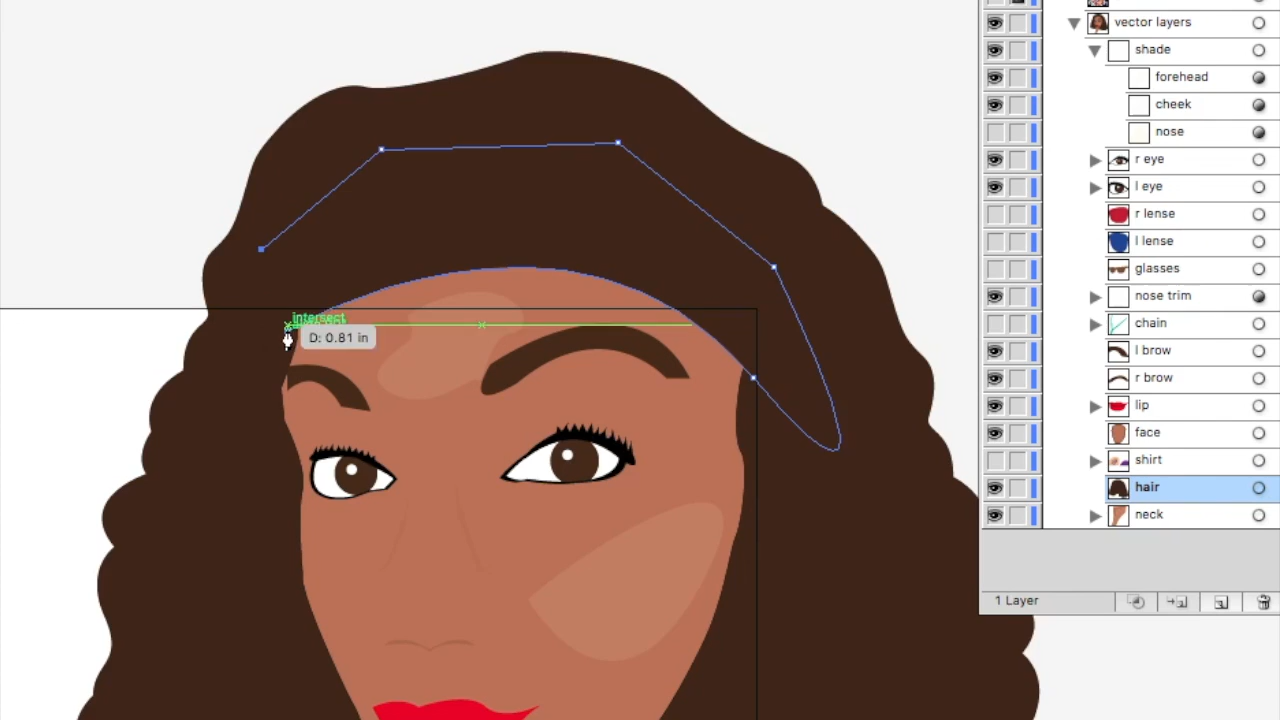 vector layers
shade
forehead
cheek
nose
r eye
l eye
r lense
l lense
glasses
nose trim
chain
l brow
r brow
lip
face
shirt
hair
neck
1 Layer
intersect
D: 0.81 in